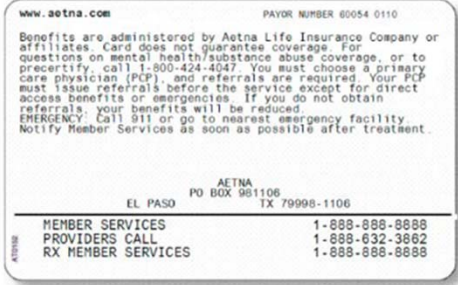 www.aetna.com PAYOR NUMBER 60054 0110
Benefits are administered by Aetna Life Insurance Company or
affiliates. Card does not guarantee coverage. For
questions on mental health/substance abuse coverage, or to
precertify, call 1-800-424-4047. You must choose a primary
care physician (PCP), and referrals are required. Your PCP
must issue referrals before the service except for direct
access benefits or emergencies. If you do not obtain
referrals, your benefits will be reduced.
EMERGENCY: Call 911 or go to nearest emergency facility.
Notify Member Services as soon as possible after treatment.
AETNA
PO BOX 981106
EL PASO TX 79998-1106
MEMBER SERVICES 1-888-888-8888
PROVIDERS CALL 1-888-632-3862
RX MEMBER SERVICES 1-888-888-8888